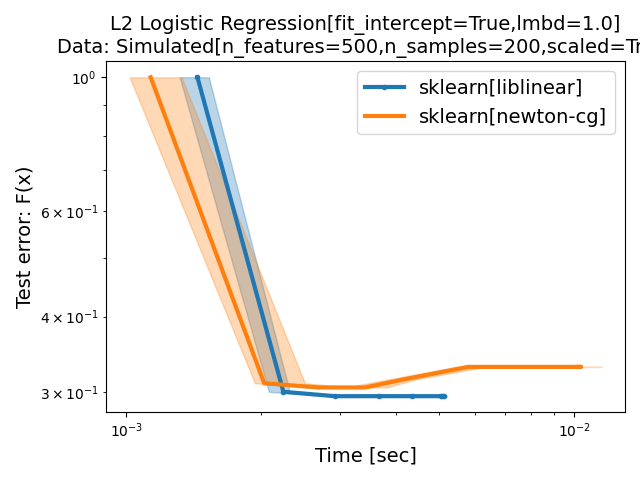 L2 Logistic Regression[fit_intercept=True,lmbd=1.0]
Data: Simulated[n_features=500,n_samples=200,scaled=Tr
sklearn[liblinear]
sklearn[newton-cg]
Test error: F(x)
10⁰
6 × 10⁻¹
4 × 10⁻¹
3 × 10⁻¹
10⁻³
10⁻²
Time [sec]